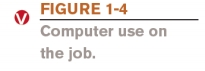 FIGURE 1-4
Computer use on
the job.